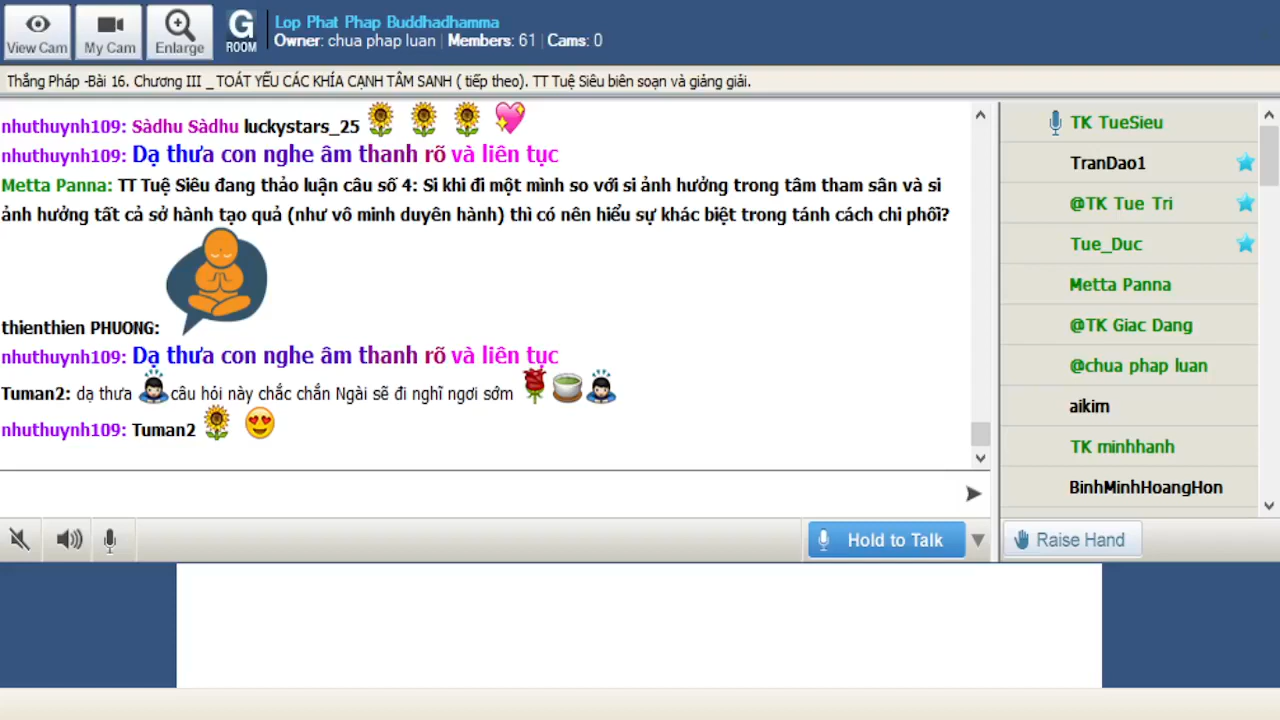 View Cam
My Cam
Enlarge
G
ROOM
Lop Phat Phap Buddhadhamma
Owner: chua phap luan | Members: 61 | Cams: 0
Thắng Pháp -Bài 16. Chương III _ TOÁT YẾU CÁC KHÍA CẠNH TÂM SANH ( tiếp theo). TT Tuệ Siêu biên soạn và giảng giải.
nhuthuynh109: Sàdhu Sàdhu luckystars_25
nhuthuynh109: Dạ thưa con nghe âm thanh rõ và liên tục
Metta Panna: TT Tuệ Siêu đang thảo luận câu số 4: Si khi đi một mình so với si ảnh hưởng trong tâm tham sân và si
ảnh hưởng tất cả sở hành tạo quả (như vô minh duyên hành) thì có nên hiểu sự khác biệt trong tánh cách chi phối?
thienthien PHUONG:
nhuthuynh109: Dạ thưa con nghe âm thanh rõ và liên tục
Tuman2: dạ thưa câu hỏi này chắc chắn Ngài sẽ đi nghĩ ngơi sớm
nhuthuynh109: Tuman2
Hold to Talk
TK TueSieu
TranDao1
@TK Tue Tri
Tue_Duc
Metta Panna
@TK Giac Dang
@chua phap luan
aikim
TK minhhanh
BinhMinhHoangHon
Raise Hand